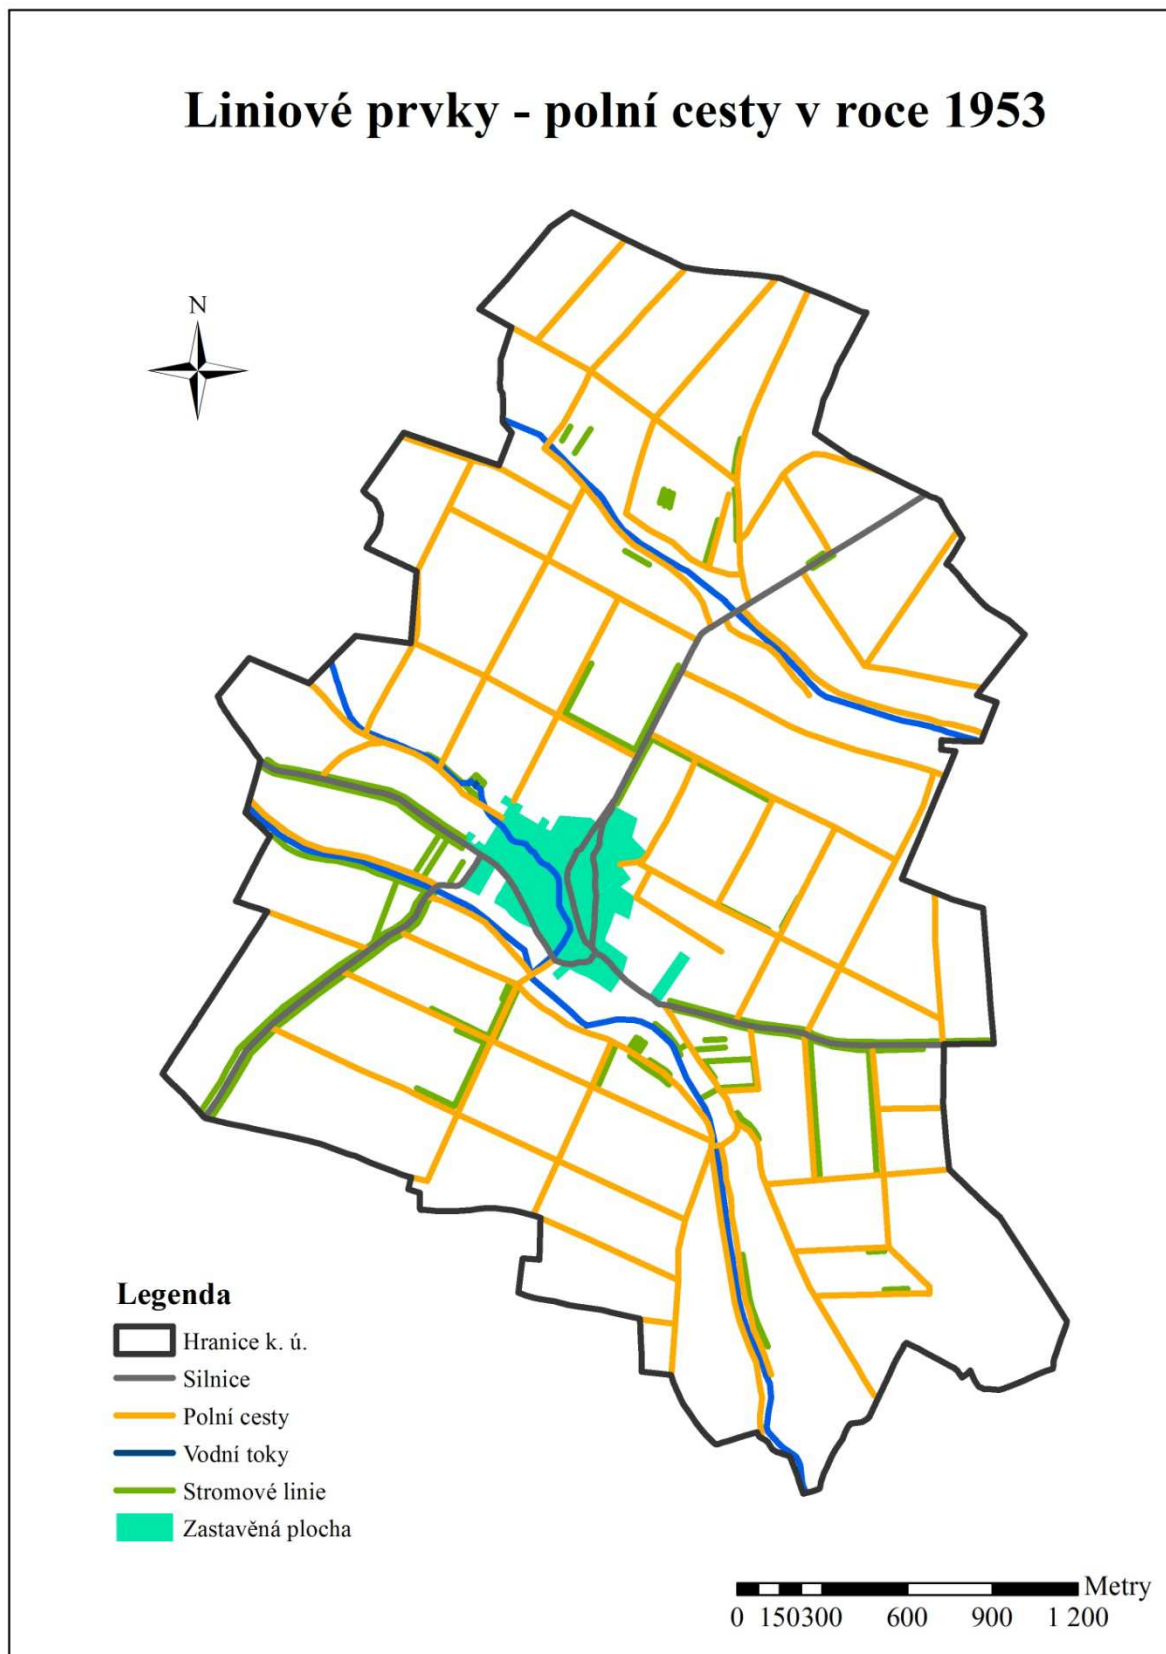 Liniové prvky - polní cesty v roce 1953
N
Legenda
Hranice k. ú.
Silnice
Polní cesty
Vodní toky
Stromové linie
Zastavěná plocha
Metry
0 150300 600 900 1 200